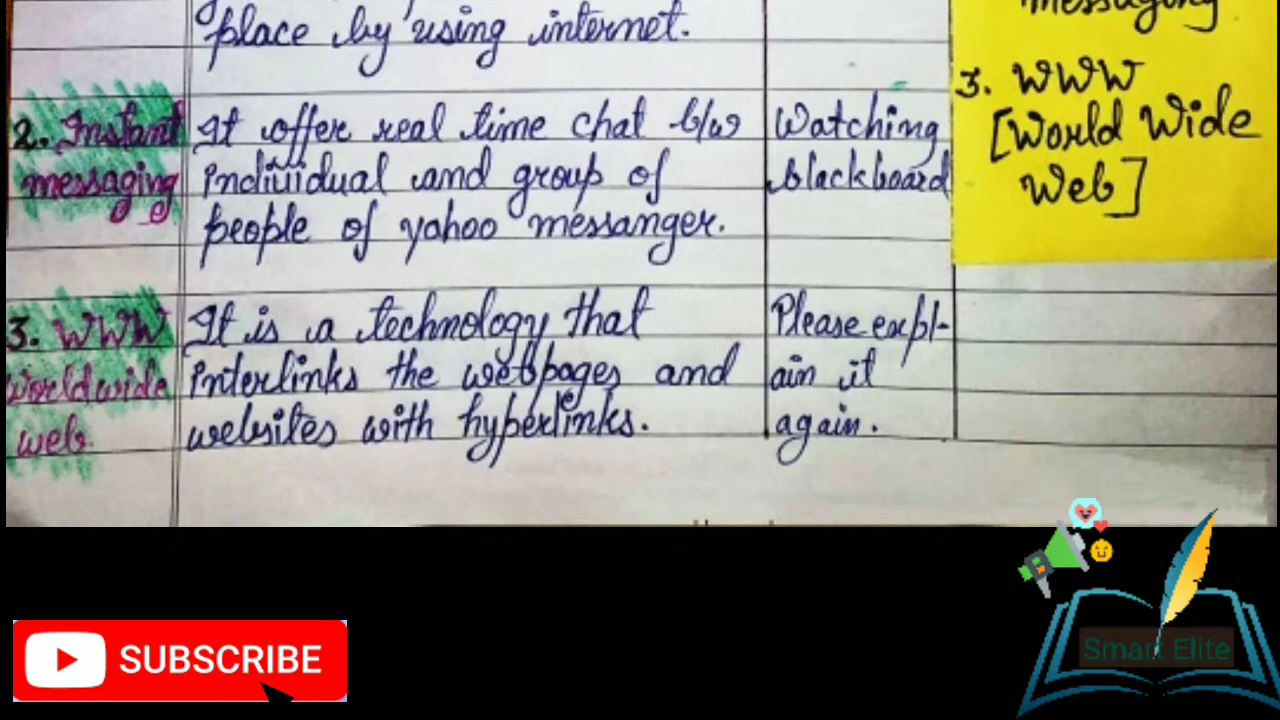 place by using internet.
messaging
3. WWW
[World Wide
Web]
2. Instant
messaging
It offer real time chat b/w
individual and group of
people of yahoo messanger.
Watching
blackboard
3. WWW
World wide
web.
It is a technology that
interlinks the webpages and
websites with hyperlinks.
Please expl-
ain it
again.
SUBSCRIBE
Smart Elite